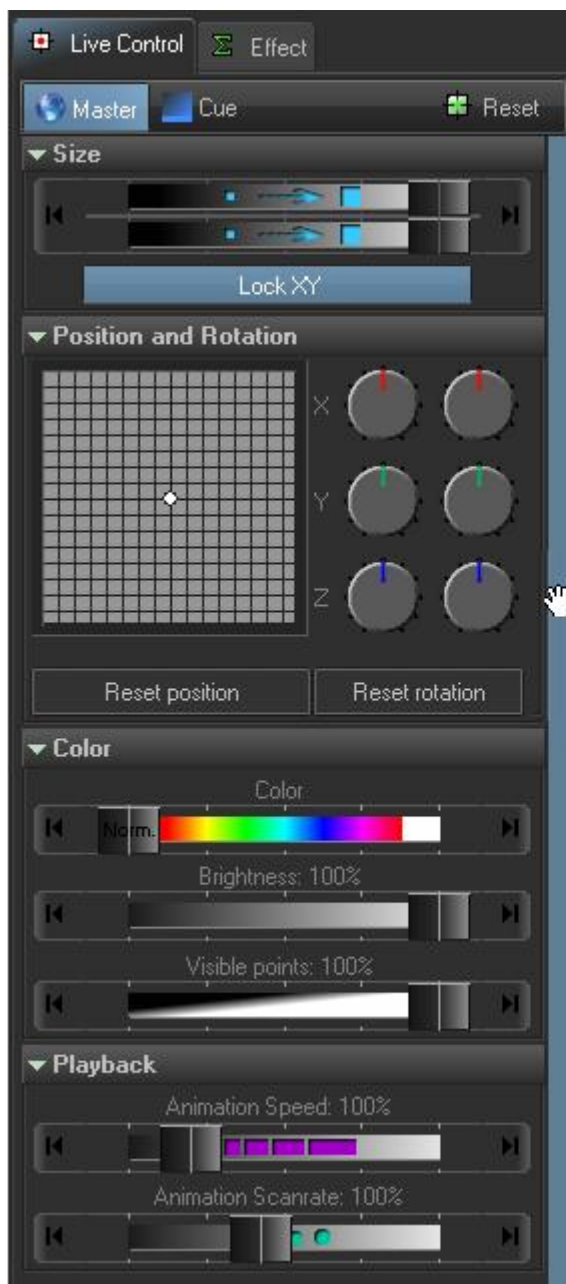 Live Control Effect
Master Cue Reset
Size
Lock XY
Position and Rotation
X
Y
Z
Reset position Reset rotation
Color
Color
Norm.
Brightness: 100%
Visible points: 100%
Playback
Animation Speed: 100%
Animation Scanrate: 100%